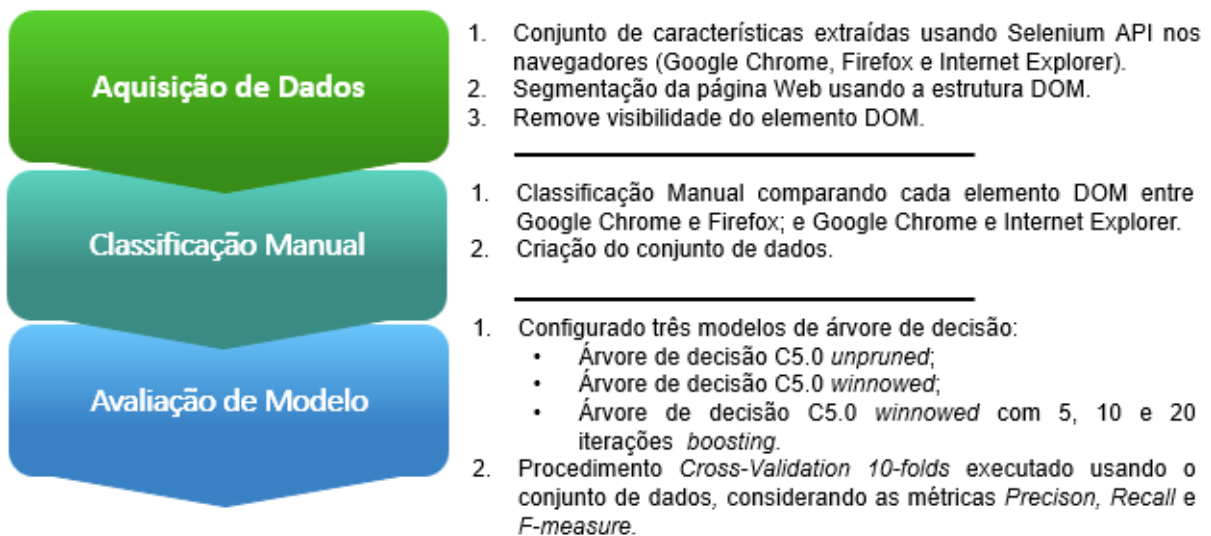 Aquisição de Dados
1. Conjunto de características extraídas usando Selenium API nos
navegadores (Google Chrome, Firefox e Internet Explorer).
2. Segmentação da página Web usando a estrutura DOM.
3. Remove visibilidade do elemento DOM.
Classificação Manual
1. Classificação Manual comparando cada elemento DOM entre
Google Chrome e Firefox; e Google Chrome e Internet Explorer.
2. Criação do conjunto de dados.
Avaliação de Modelo
1. Configurado três modelos de árvore de decisão:
• Árvore de decisão C5.0 unpruned;
• Árvore de decisão C5.0 winnowed;
• Árvore de decisão C5.0 winnowed com 5, 10 e 20
iterações boosting.
2. Procedimento Cross-Validation 10-folds executado usando o
conjunto de dados, considerando as métricas Precison, Recall e
F-measure.